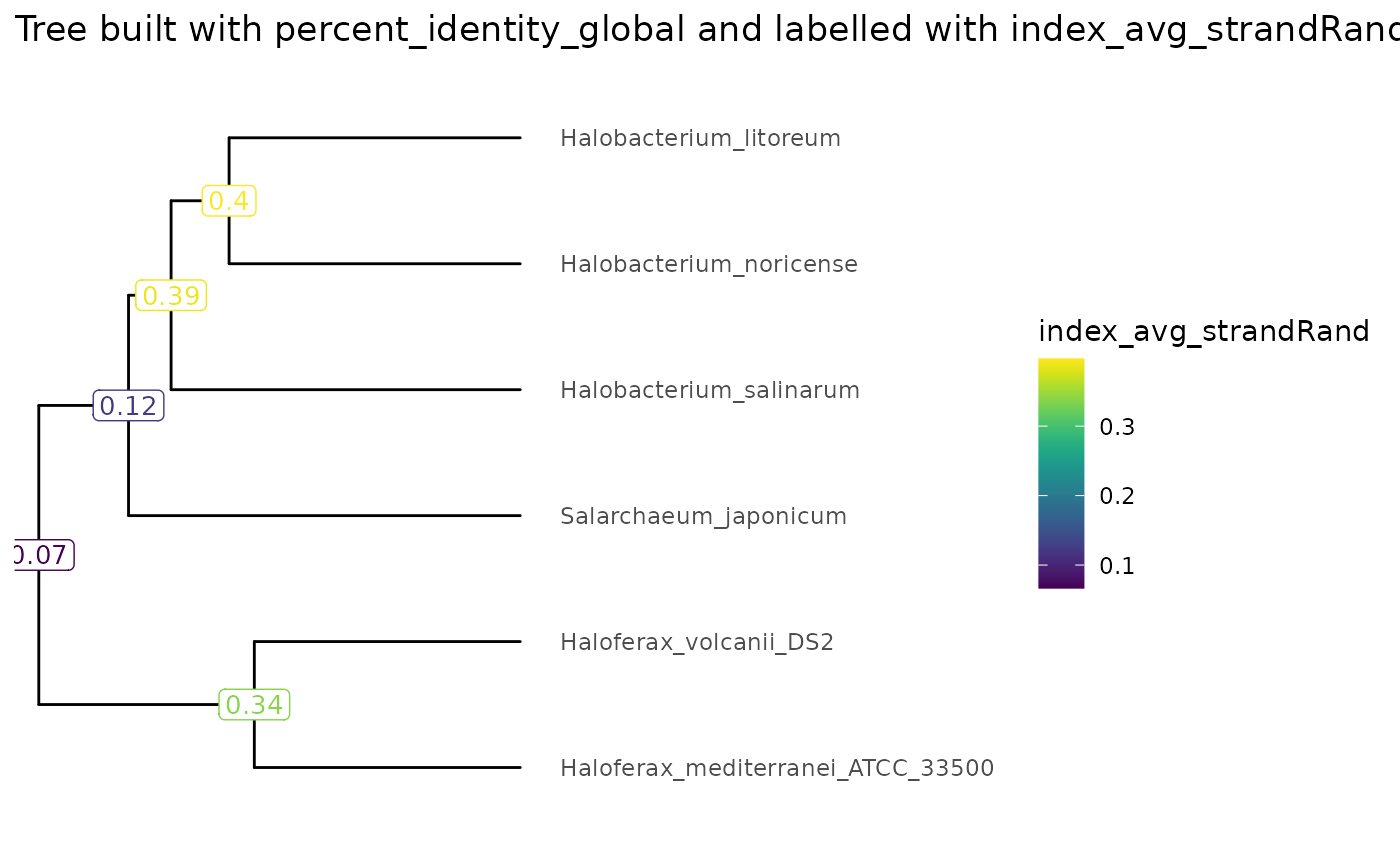 Tree built with percent_identity_global and labelled with index_avg_strandRand
Halobacterium_litoreum
0.4
Halobacterium_noricense
0.39
index_avg_strandRand
Halobacterium_salinarum
0.12
0.3
0.2
Salarchaeum_japonicum
0.07
0.1
Haloferax_volcanii_DS2
0.34
Haloferax_mediterranei_ATCC_33500